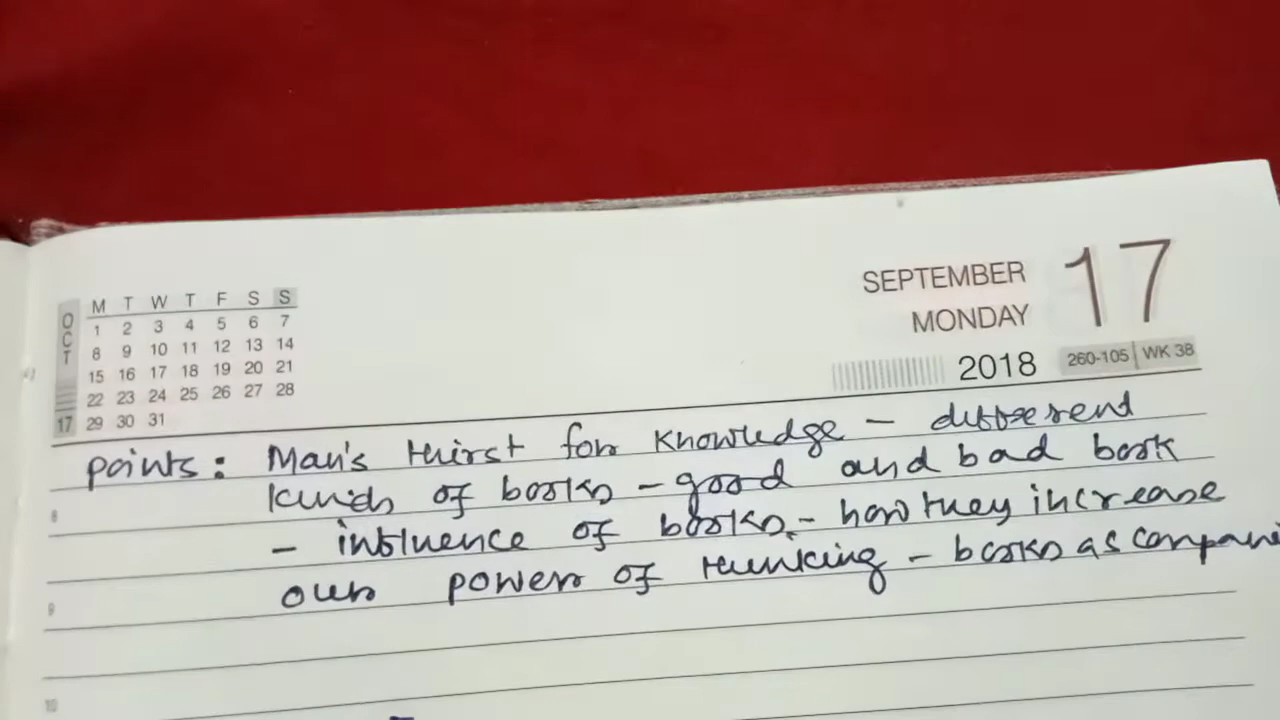 SEPTEMBER 17
MONDAY
2018 260-105 WK 38
OCT
M T W T F S S
1 2 3 4 5 6 7
8 9 10 11 12 13 14
15 16 17 18 19 20 21
22 23 24 25 26 27 28
29 30 31
17
points: Man's thirst for Knowledge - different
kinds of books - good and bad book
8
- influence of books - how they increase
our power of thinking - books as compani
9
10